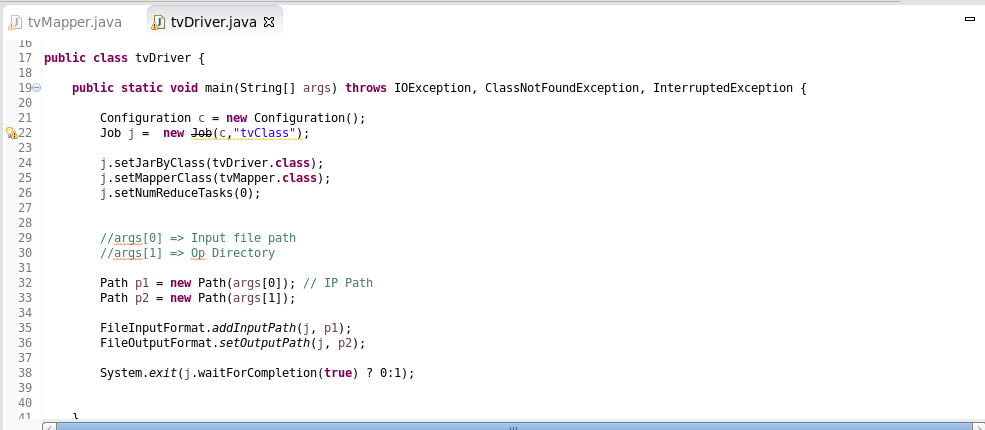 tvMapper.java tvDriver.java
16
17 public class tvDriver {
18
19 public static void main(String[] args) throws IOException, ClassNotFoundException, InterruptedException {
20
21 Configuration c = new Configuration();
22 Job j =  new Job(c,"tvClass");
23
24 j.setJarByClass(tvDriver.class);
25 j.setMapperClass(tvMapper.class);
26 j.setNumReduceTasks(0);
27
28
29 //args[0] => Input file path
30 //args[1] => Op Directory
31
32 Path p1 = new Path(args[0]); // IP Path
33 Path p2 = new Path(args[1]);
34
35 FileInputFormat.addInputPath(j, p1);
36 FileOutputFormat.setOutputPath(j, p2);
37
38 System.exit(j.waitForCompletion(true) ? 0:1);
39
40
41 }